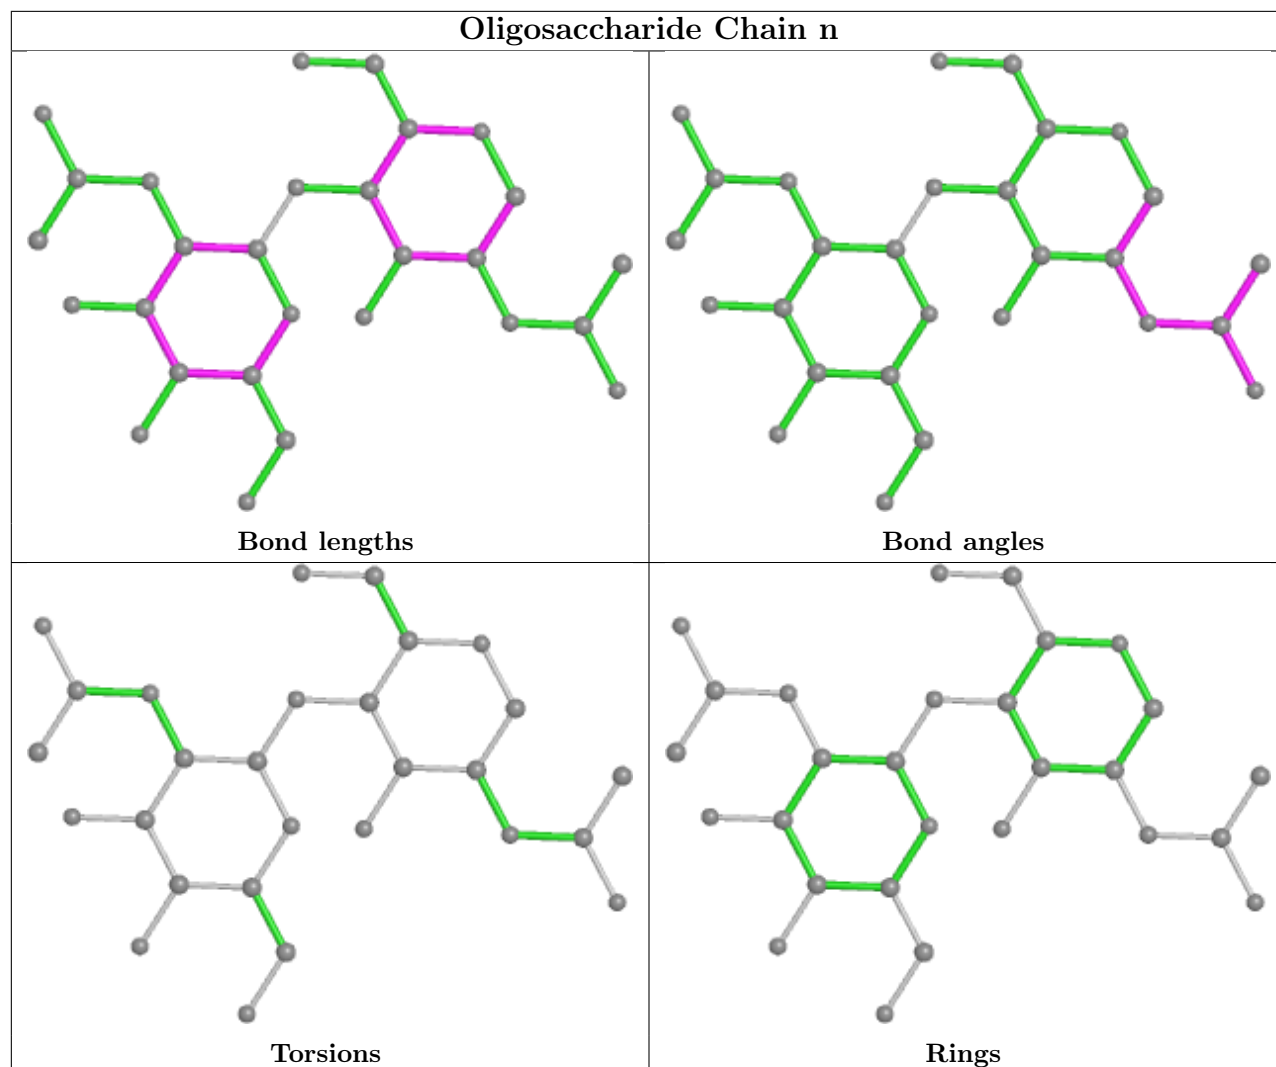 Oligosaccharide Chain n
Bond lengths
Bond angles
Torsions
Rings